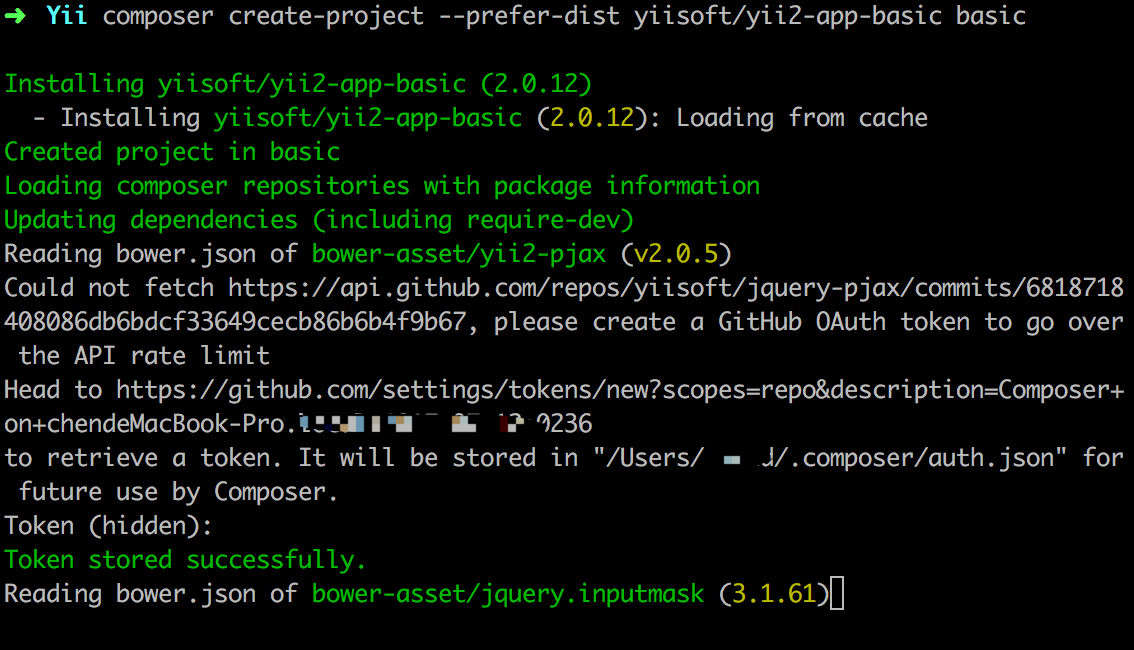 ➜ Yii composer create-project --prefer-dist yiisoft/yii2-app-basic basic
Installing yiisoft/yii2-app-basic (2.0.12)
- Installing yiisoft/yii2-app-basic (2.0.12): Loading from cache
Created project in basic
Loading composer repositories with package information
Updating dependencies (including require-dev)
Reading bower.json of bower-asset/yii2-pjax (v2.0.5)
Could not fetch https://api.github.com/repos/yiisoft/jquery-pjax/commits/6818718
408086db6bdcf33649cecb86b6b4f9b67, please create a GitHub OAuth token to go over
the API rate limit
Head to https://github.com/settings/tokens/new?scopes=repo&description=Composer+
on+chendeMacBook-Pro. 0236
to retrieve a token. It will be stored in "/Users/ d/.composer/auth.json" for
future use by Composer.
Token (hidden):
Token stored successfully.
Reading bower.json of bower-asset/jquery.inputmask (3.1.61)